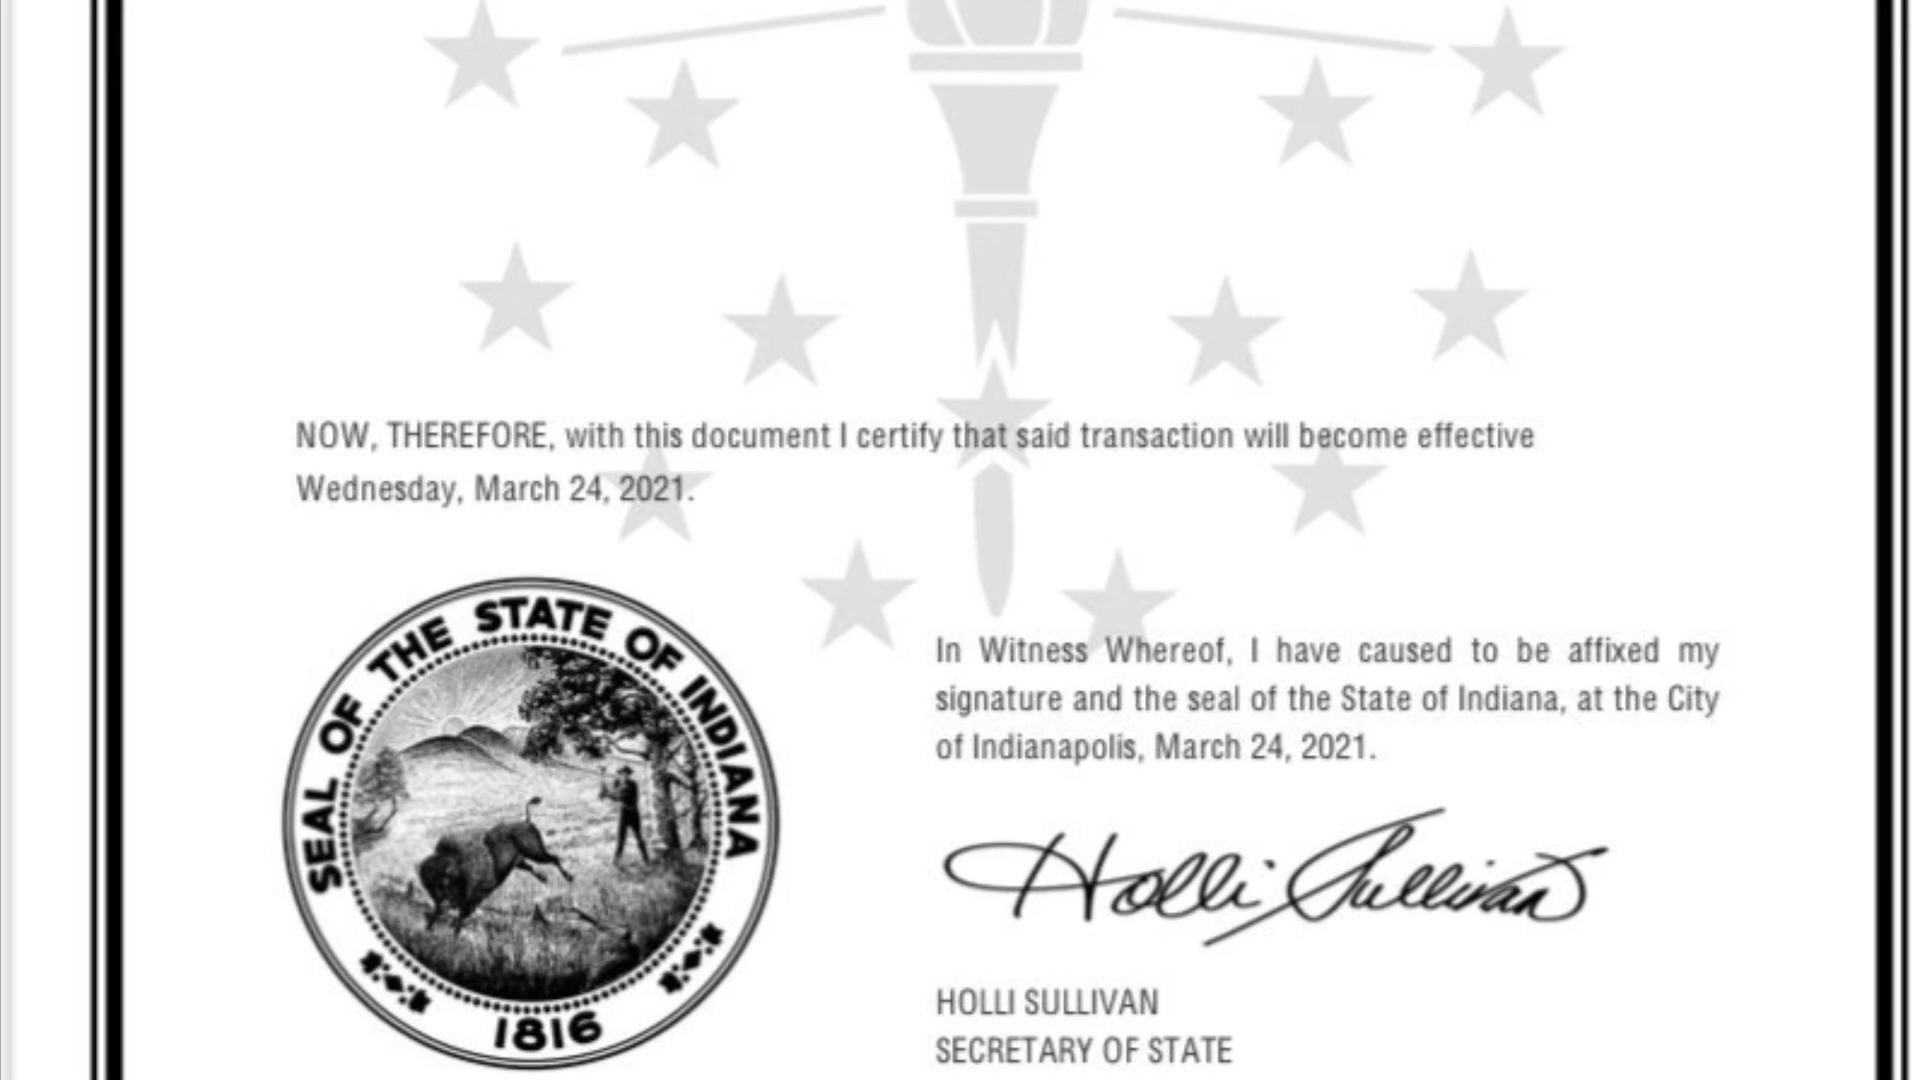 NOW, THEREFORE, with this document I certify that said transaction will become effective
Wednesday, March 24, 2021.
SEAL OF THE STATE OF INDIANA
1816
In Witness Whereof, I have caused to be affixed my
signature and the seal of the State of Indiana, at the City
of Indianapolis, March 24, 2021.
Holli Sullivan
HOLLI SULLIVAN
SECRETARY OF STATE